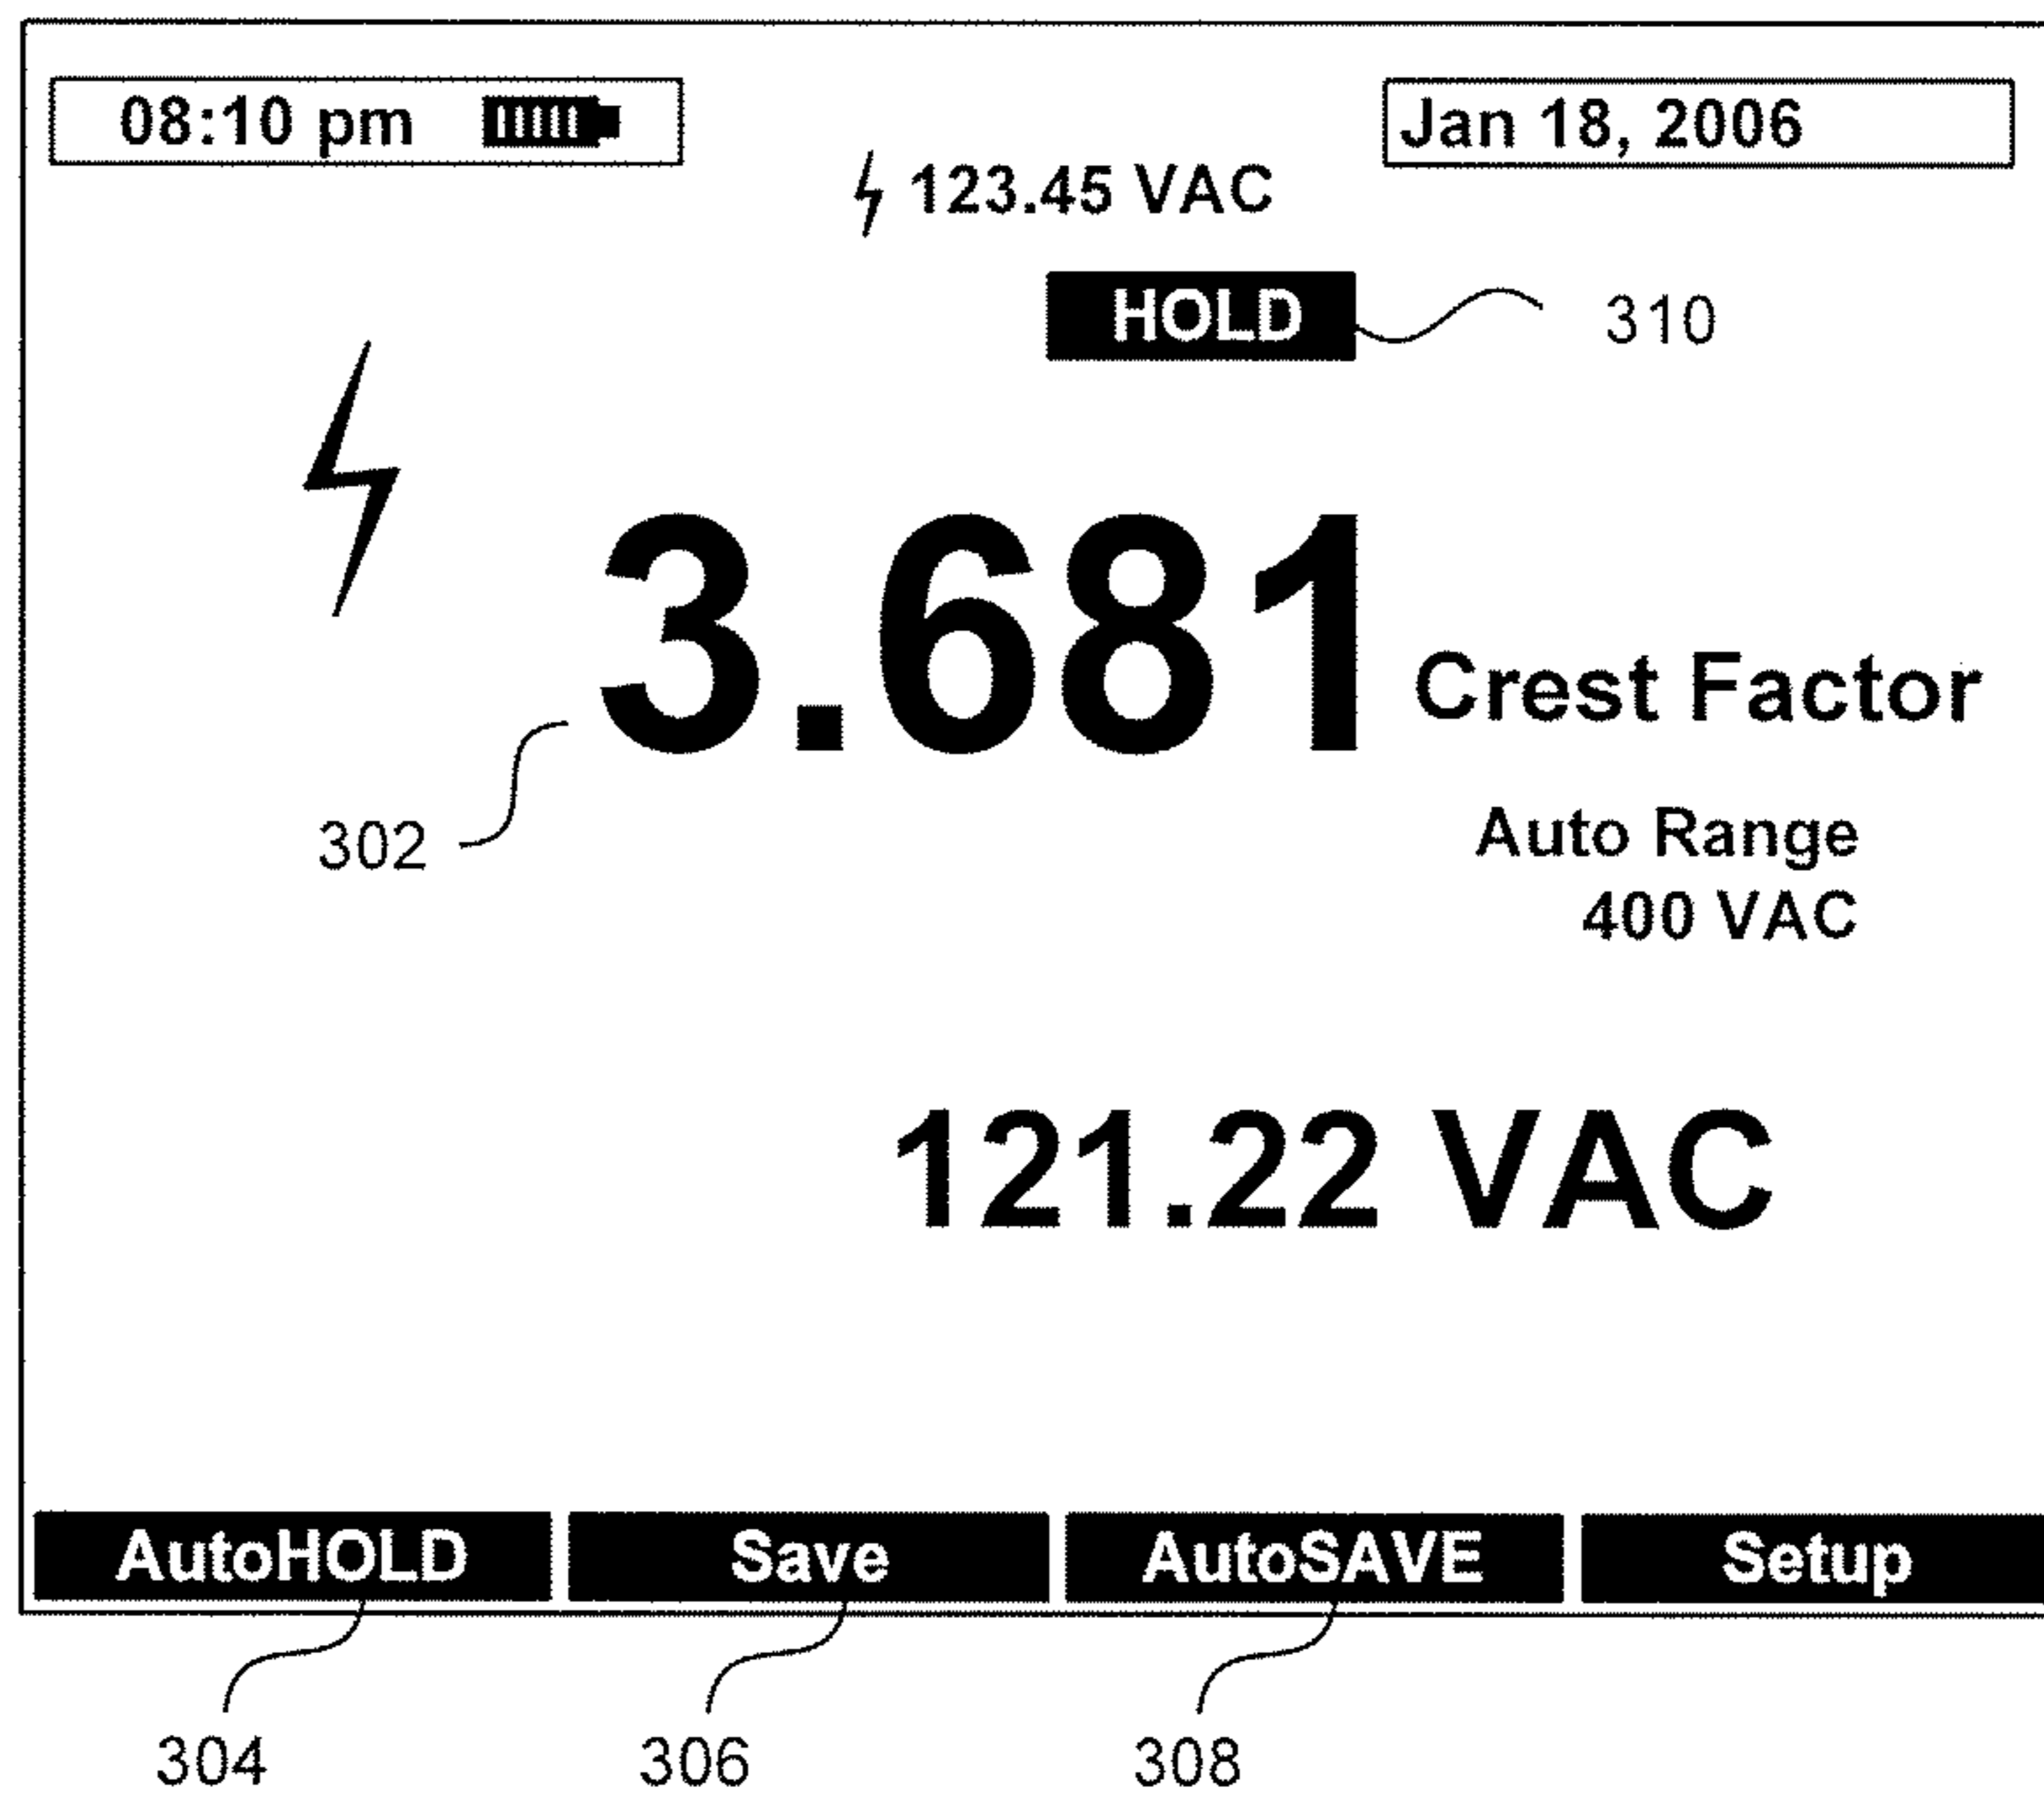 08:10 pm
Jan 18, 2006
123.45 VAC
HOLD
310
3.681 Crest Factor
302
Auto Range
400 VAC
121.22 VAC
AutoHOLD
Save
AutoSAVE
Setup
304
306
308